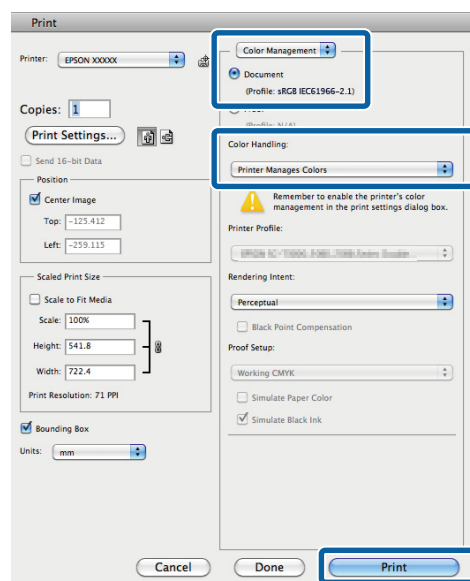 Print
Printer: EPSON XXXXX
Copies: 1
Print Settings...
Send 16-bit Data
Position
Center Image
Top: -125.412
Left: -259.115
Scaled Print Size
Scale to Fit Media
Scale: 100%
Height: 541.8
Width: 722.4
Print Resolution: 71 PPI
Bounding Box
Units: mm
Color Management
Document
(Profile: sRGB IEC61966-2.1)
(Profile: N/A)
Color Handling:
Printer Manages Colors
Remember to enable the printer's color
management in the print settings dialog box.
Printer Profile:
Rendering Intent:
Perceptual
Black Point Compensation
Proof Setup:
Working CMYK
Simulate Paper Color
Simulate Black Ink
Cancel
Done
Print